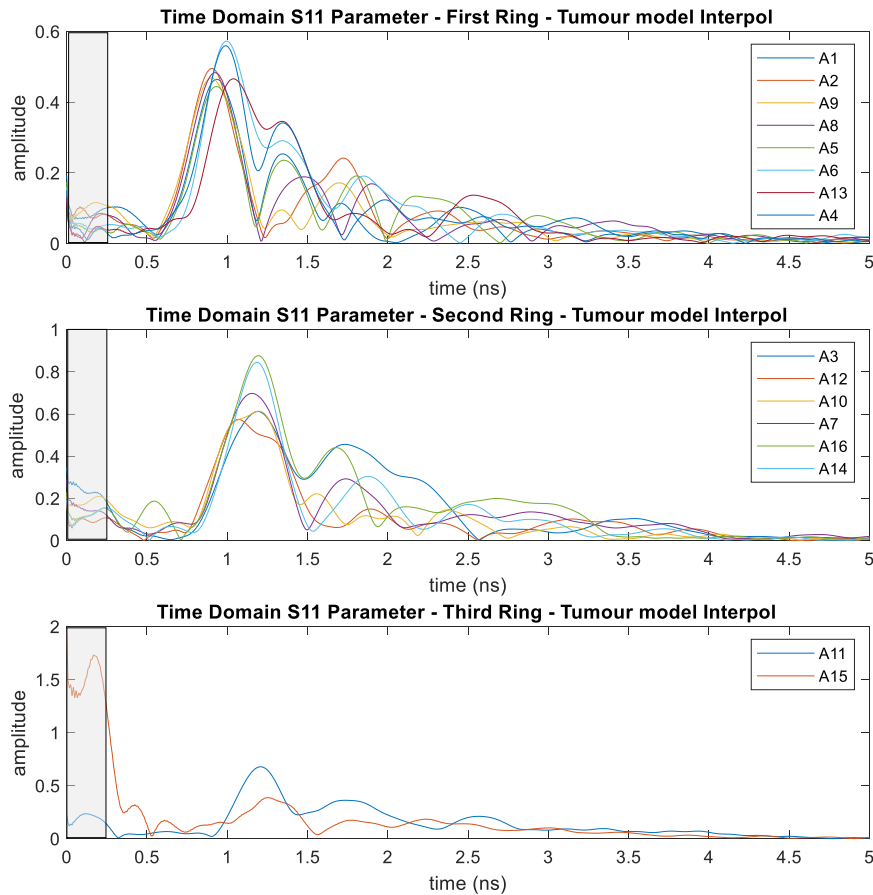 Time Domain S11 Parameter - First Ring - Tumour model Interpol
0.6
0.4
0.2
0
amplitude
A1
A2
A9
A8
A5
A6
A13
A4
0 0.5 1 1.5 2 2.5 3 3.5 4 4.5 5
time (ns)
Time Domain S11 Parameter - Second Ring - Tumour model Interpol
1
0.8
0.6
0.4
0.2
0
amplitude
A3
A12
A10
A7
A16
A14
0 0.5 1 1.5 2 2.5 3 3.5 4 4.5 5
time (ns)
Time Domain S11 Parameter - Third Ring - Tumour model Interpol
2
1.5
1
0.5
0
amplitude
A11
A15
0 0.5 1 1.5 2 2.5 3 3.5 4 4.5 5
time (ns)